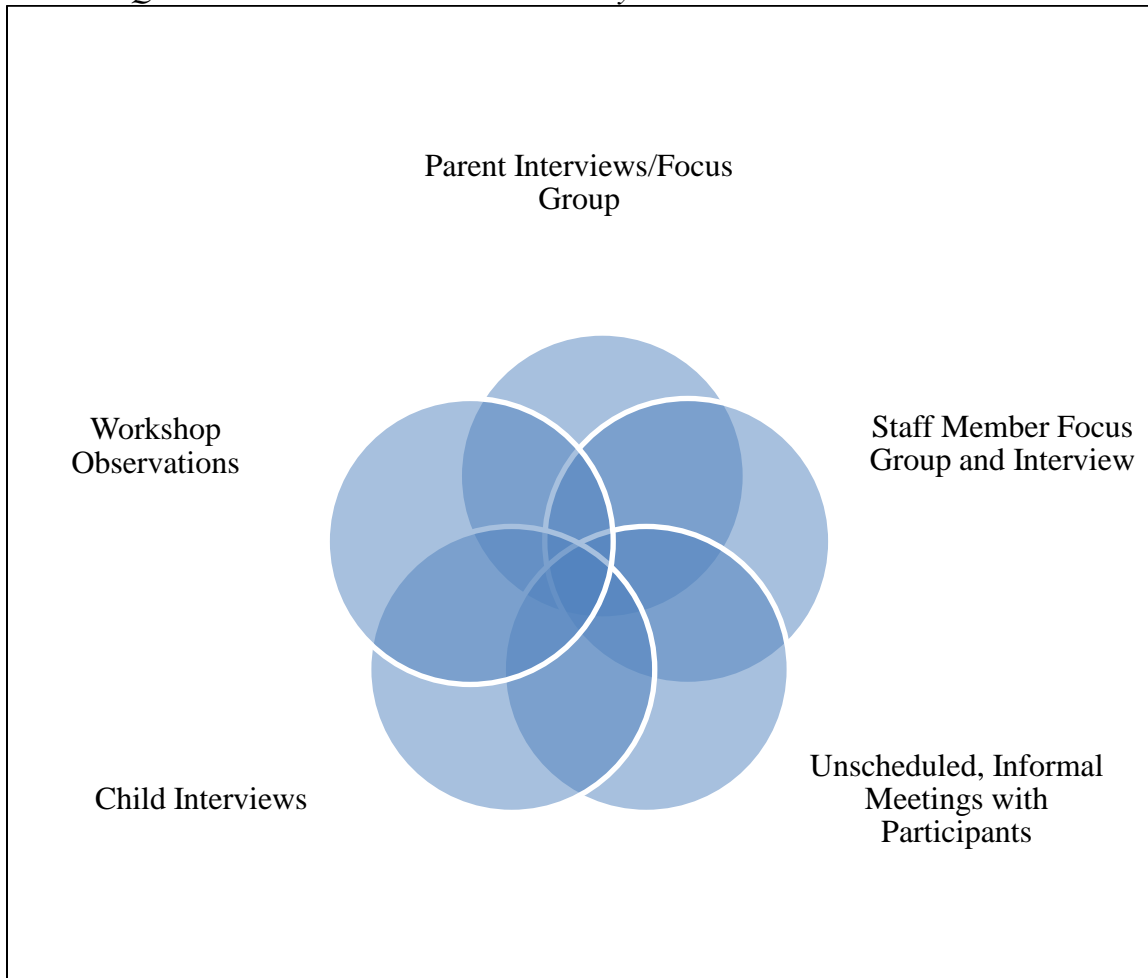 Parent Interviews/Focus
Group
Workshop
Observations
Staff Member Focus
Group and Interview
Child Interviews
Unscheduled, Informal
Meetings with
Participants